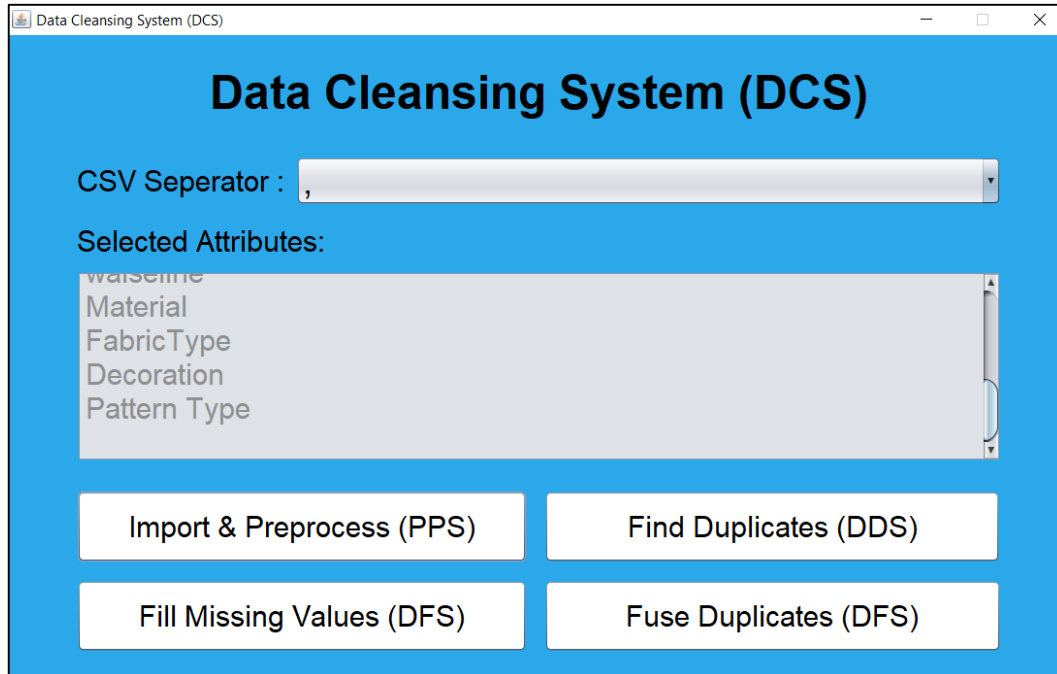 Data Cleansing System (DCS)
Data Cleansing System (DCS)
CSV Seperator :
,
Selected Attributes:
waiseline
Material
FabricType
Decoration
Pattern Type
Import & Preprocess (PPS)
Find Duplicates (DDS)
Fill Missing Values (DFS)
Fuse Duplicates (DFS)